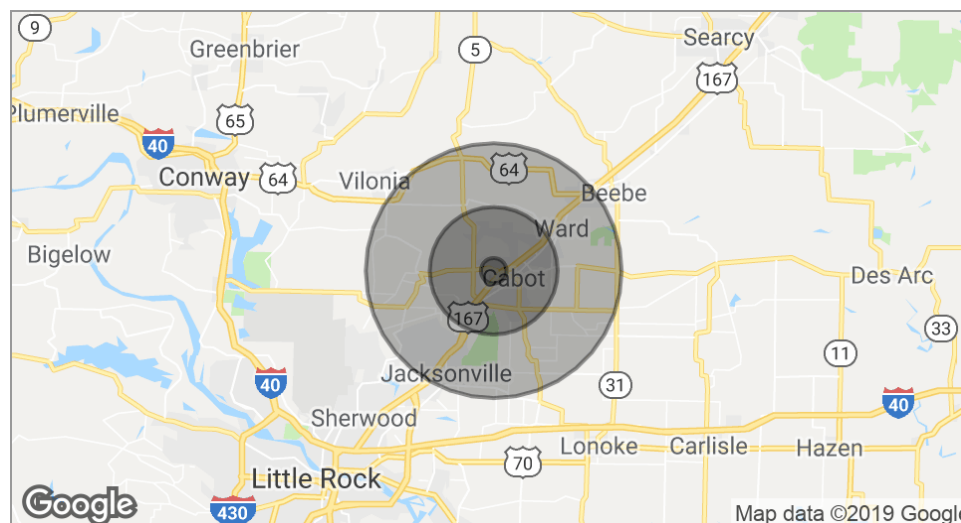 9
Greenbrier
5
Searcy
167
Plumerville
65
40
Conway
64
Vilonia
64
Beebe
Ward
Bigelow
Cabot
Des Arc
167
33
11
Jacksonville
40
31
40
Sherwood
Lonoke
Carlisle
Hazen
70
Little Rock
Google
430
Map data ©2019 Google